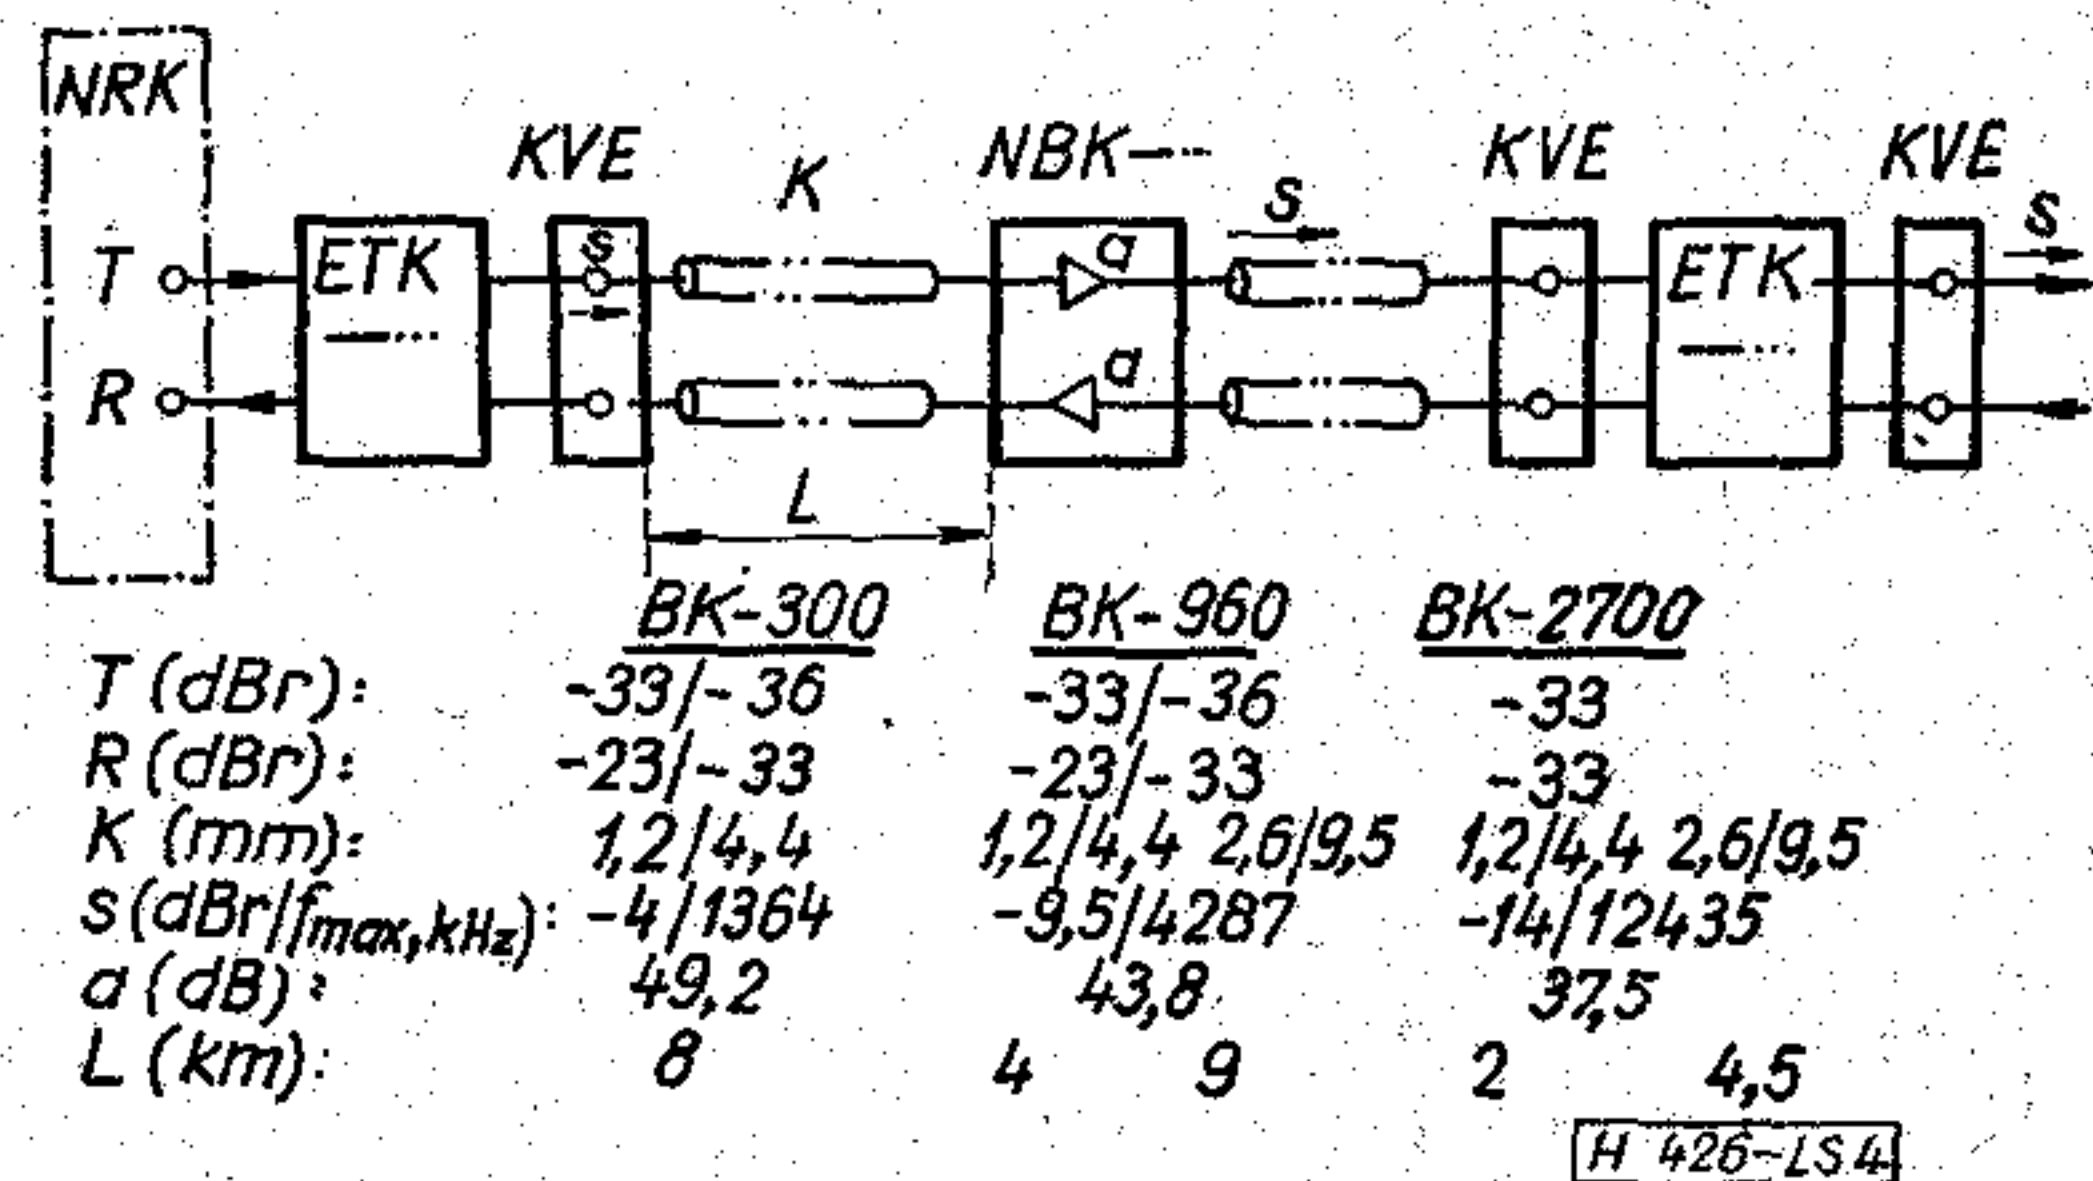 NRK
KVE K NBK-··· KVE KVE
s s
T ETK s a ETK
R a
L
BK-300 BK-960 BK-2700
T (dBr): -33/-36 -33/-36 -33
R (dBr): -23/-33 -23/-33 -33
K (mm): 1,2/4,4 1,2/4,4 2,6/9,5 1,2/4,4 2,6/9,5
s (dBr/fmax,kHz): -4/1364 -9,5/4287 -14/12435
a (dB): 49,2 43,8 37,5
L (km): 8 4 9 2 4,5
H 426-LS4